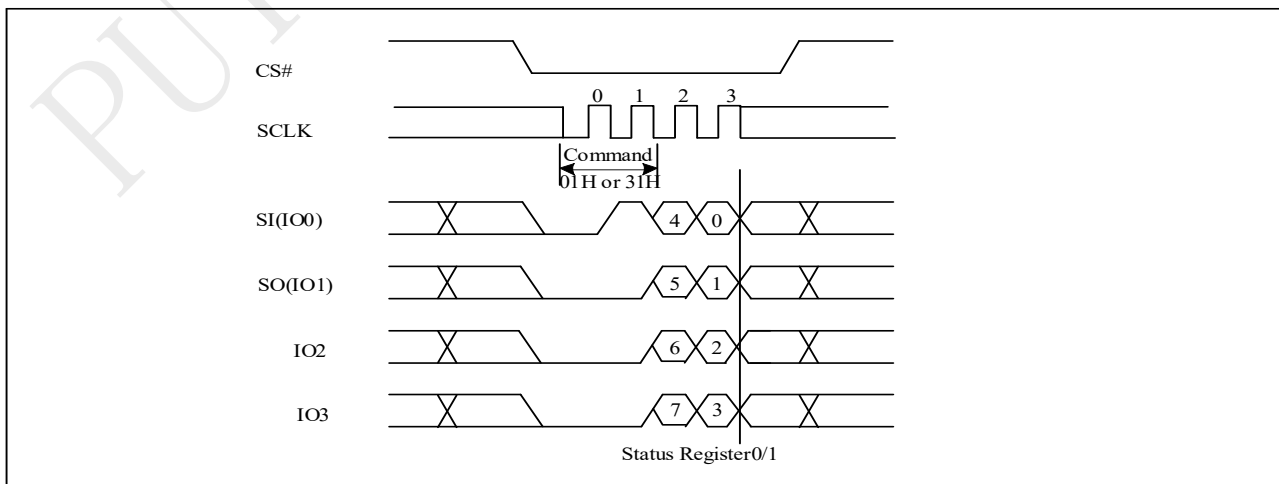 PUY
CS#
0 1 2 3
SCLK
Command
01H or 31H
SI(IO0) 4 0
SO(IO1) 5 1
IO2 6 2
IO3 7 3
Status Register0/1